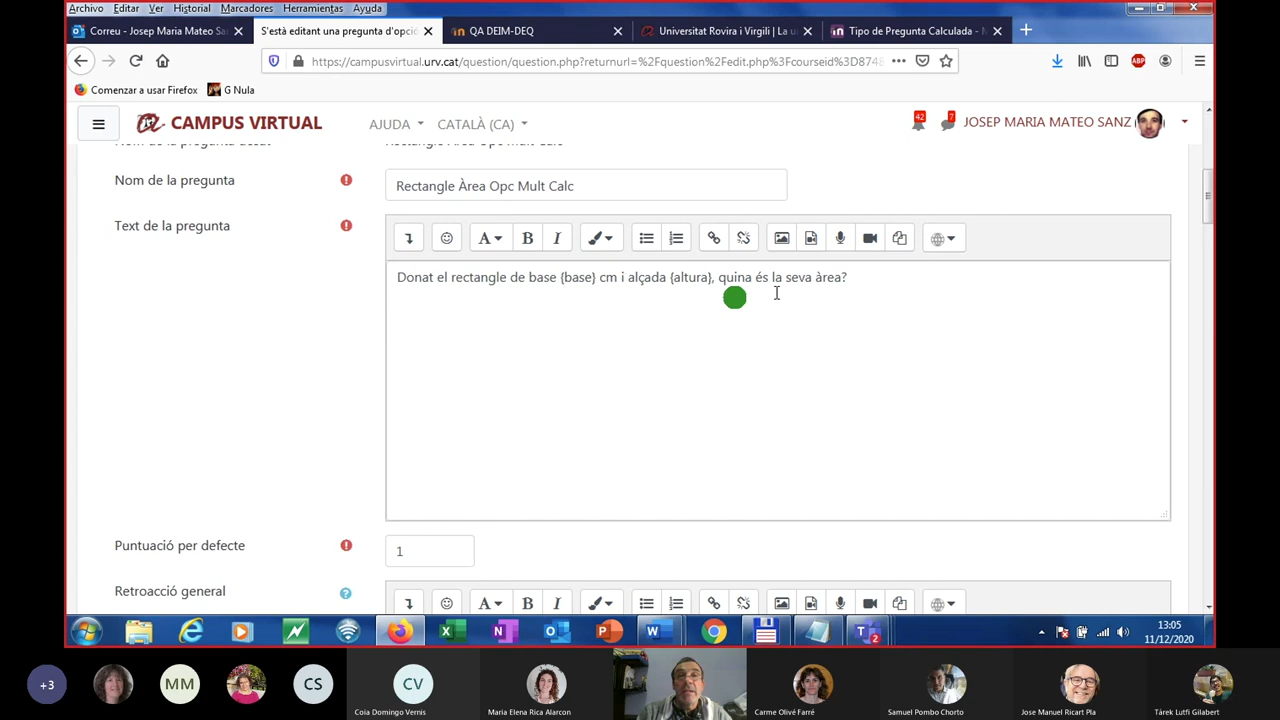 Archivo Editar Ver Historial Marcadores Herramientas Ayuda
Correu - Josep Maria Mateo Sa
S'està editant una pregunta d'opció
QA DEIM-DEQ
Universitat Rovira i Virgili | La u
Tipo de Pregunta Calculada - M
https://campusvirtual.urv.cat/question/question.php?returnurl=%2Fquestion%2Fedit.php%3Fcourseid%3D8748
ABP
Comenzar a usar Firefox
G Nula
CAMPUS VIRTUAL
AJUDA
CATALÀ (CA)
42
7
JOSEP MARIA MATEO SANZ
Nom de la pregunta
Rectangle Àrea Opc Mult Calc
Text de la pregunta
Donat el rectangle de base {base} cm i alçada {altura}, quina és la seva àrea?
Puntuació per defecte
1
Retroacció general
13:05
11/12/2020
+3
MM
CS
CV
Coia Domingo Vernis
Maria Elena Rica Alarcon
Carme Olivé Farré
Samuel Pombo Chorto
Jose Manuel Ricart Pla
Tárek Lutfi Gilabert